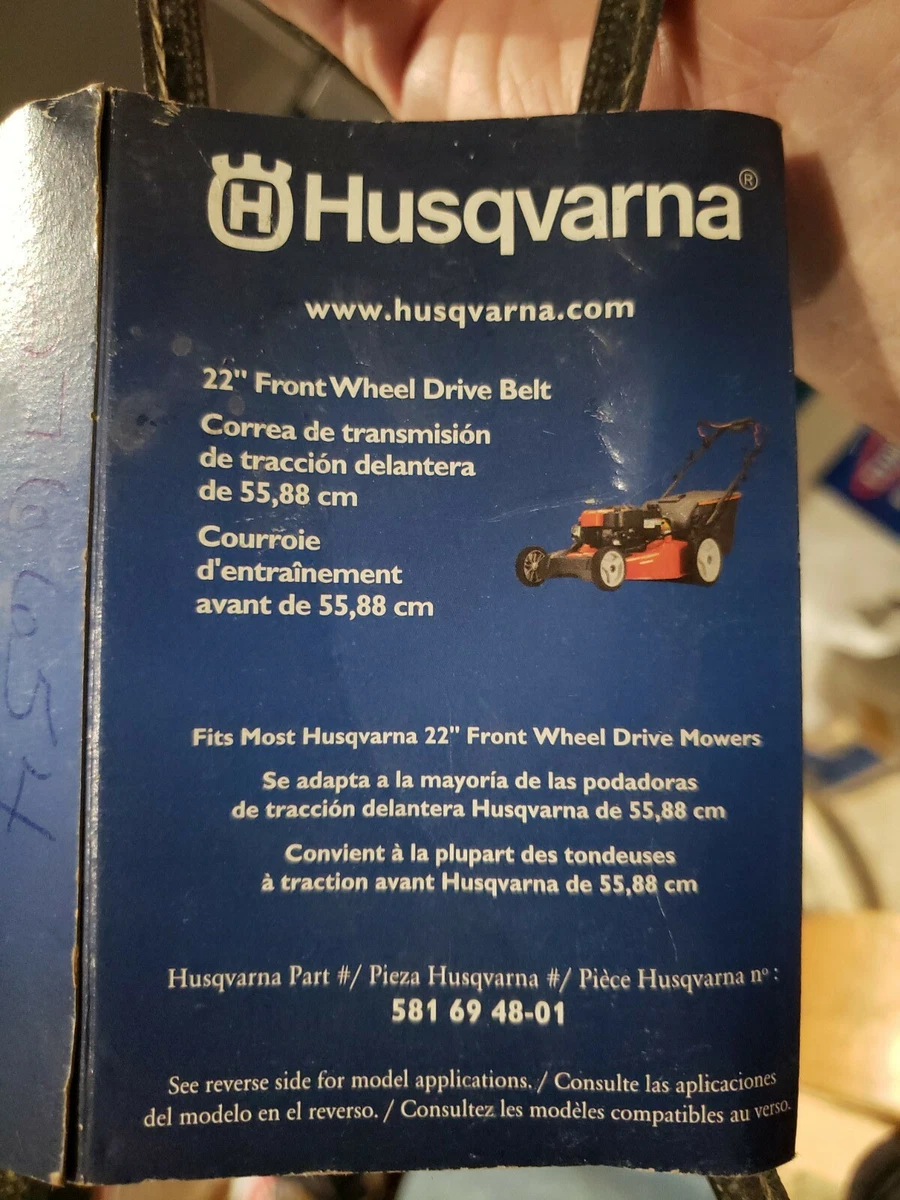 H Husqvarna®
www.husqvarna.com
22" Front Wheel Drive Belt
Correa de transmisión
de tracción delantera
de 55,88 cm
Courroie
d'entraînement
avant de 55,88 cm
Fits Most Husqvarna 22" Front Wheel Drive Mowers
Se adapta a la mayoría de las podadoras
de tracción delantera Husqvarna de 55,88 cm
Convient à la plupart des tondeuses
à traction avant Husqvarna de 55,88 cm
Husqvarna Part #/ Pieza Husqvarna #/ Pièce Husqvarna nº :
581 69 48-01
See reverse side for model applications. / Consulte las aplicaciones
del modelo en el reverso. / Consultez les modèles compatibles au verso.